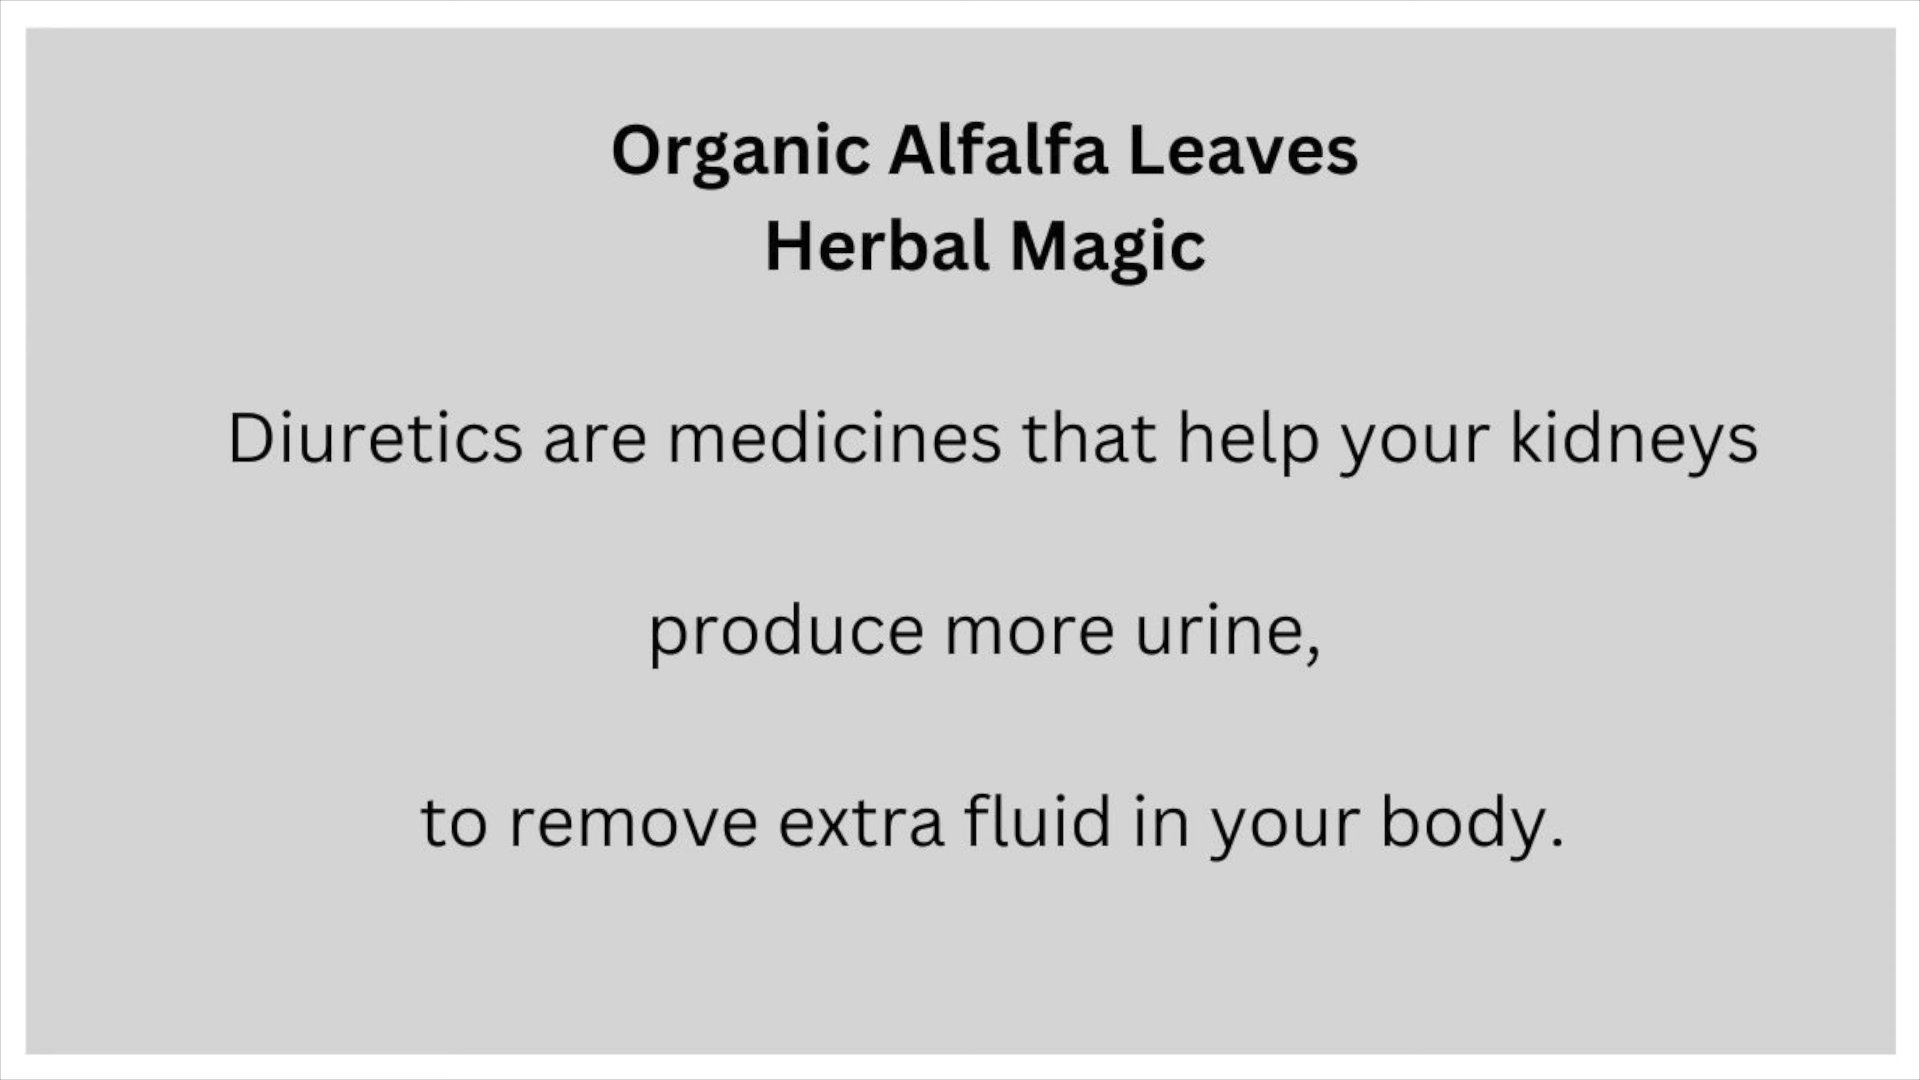 Organic Alfalfa Leaves
Herbal Magic
Diuretics are medicines that help your kidneys
produce more urine,
to remove extra fluid in your body.